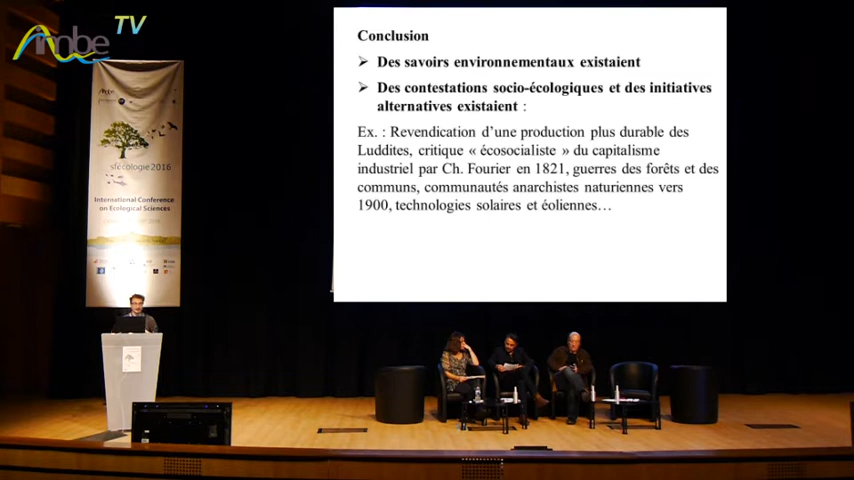 imbe TV
sfécologie2016
International Conference
on Ecological Sciences
Conclusion
➢ Des savoirs environnementaux existaient
➢ Des contestations socio-écologiques et des initiatives
alternatives existaient :
Ex. : Revendication d'une production plus durable des
Luddites, critique « écosocialiste » du capitalisme
industriel par Ch. Fourier en 1821, guerres des forêts et des
communs, communautés anarchistes naturiennes vers
1900, technologies solaires et éoliennes…